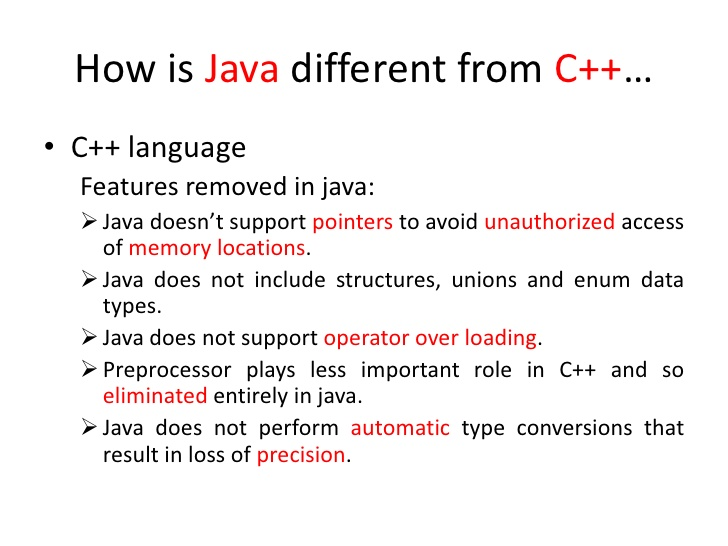 How is Java different from C++…
• C++ language
Features removed in java:
➢ Java doesn’t support pointers to avoid unauthorized access
of memory locations.
➢ Java does not include structures, unions and enum data
types.
➢ Java does not support operator over loading.
➢ Preprocessor plays less important role in C++ and so
eliminated entirely in java.
➢ Java does not perform automatic type conversions that
result in loss of precision.